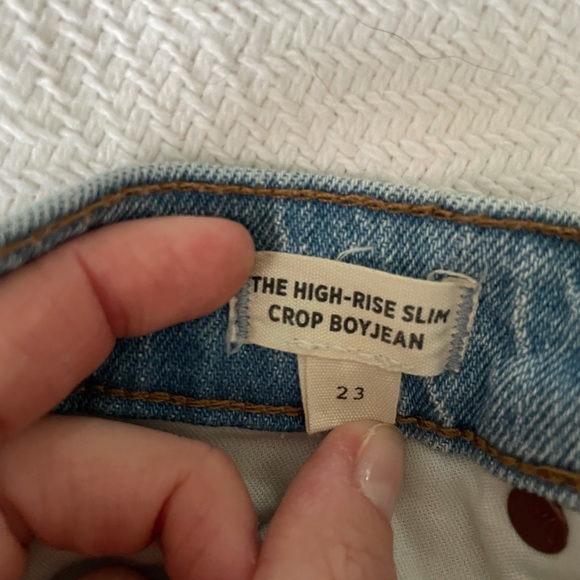 THE HIGH-RISE SLIM
CROP BOYJEAN
23